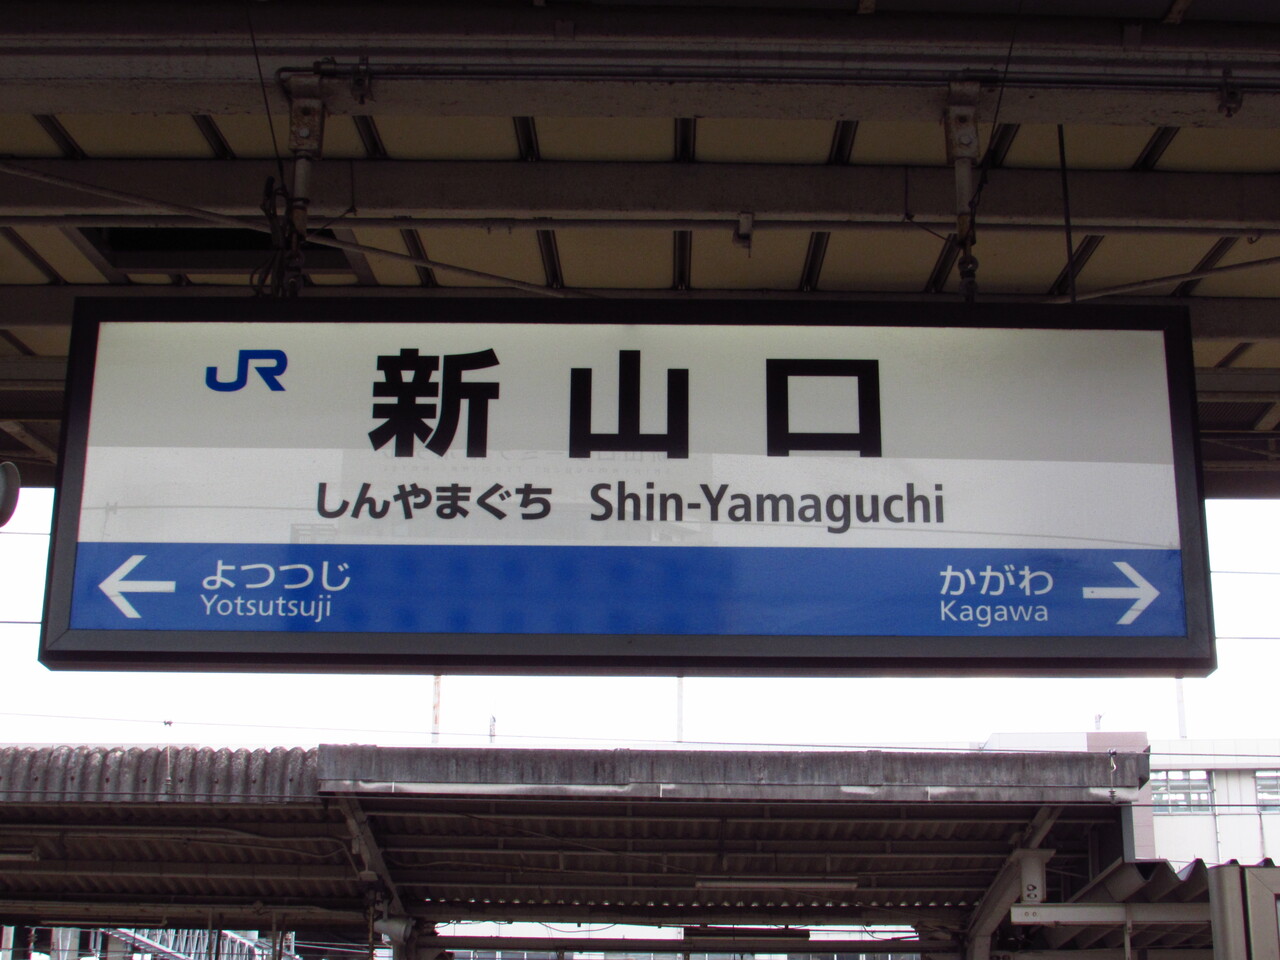 JR 新山口
しんやまぐち Shin-Yamaguchi
← よつつじ かがわ →
Yotsutsuji Kagawa